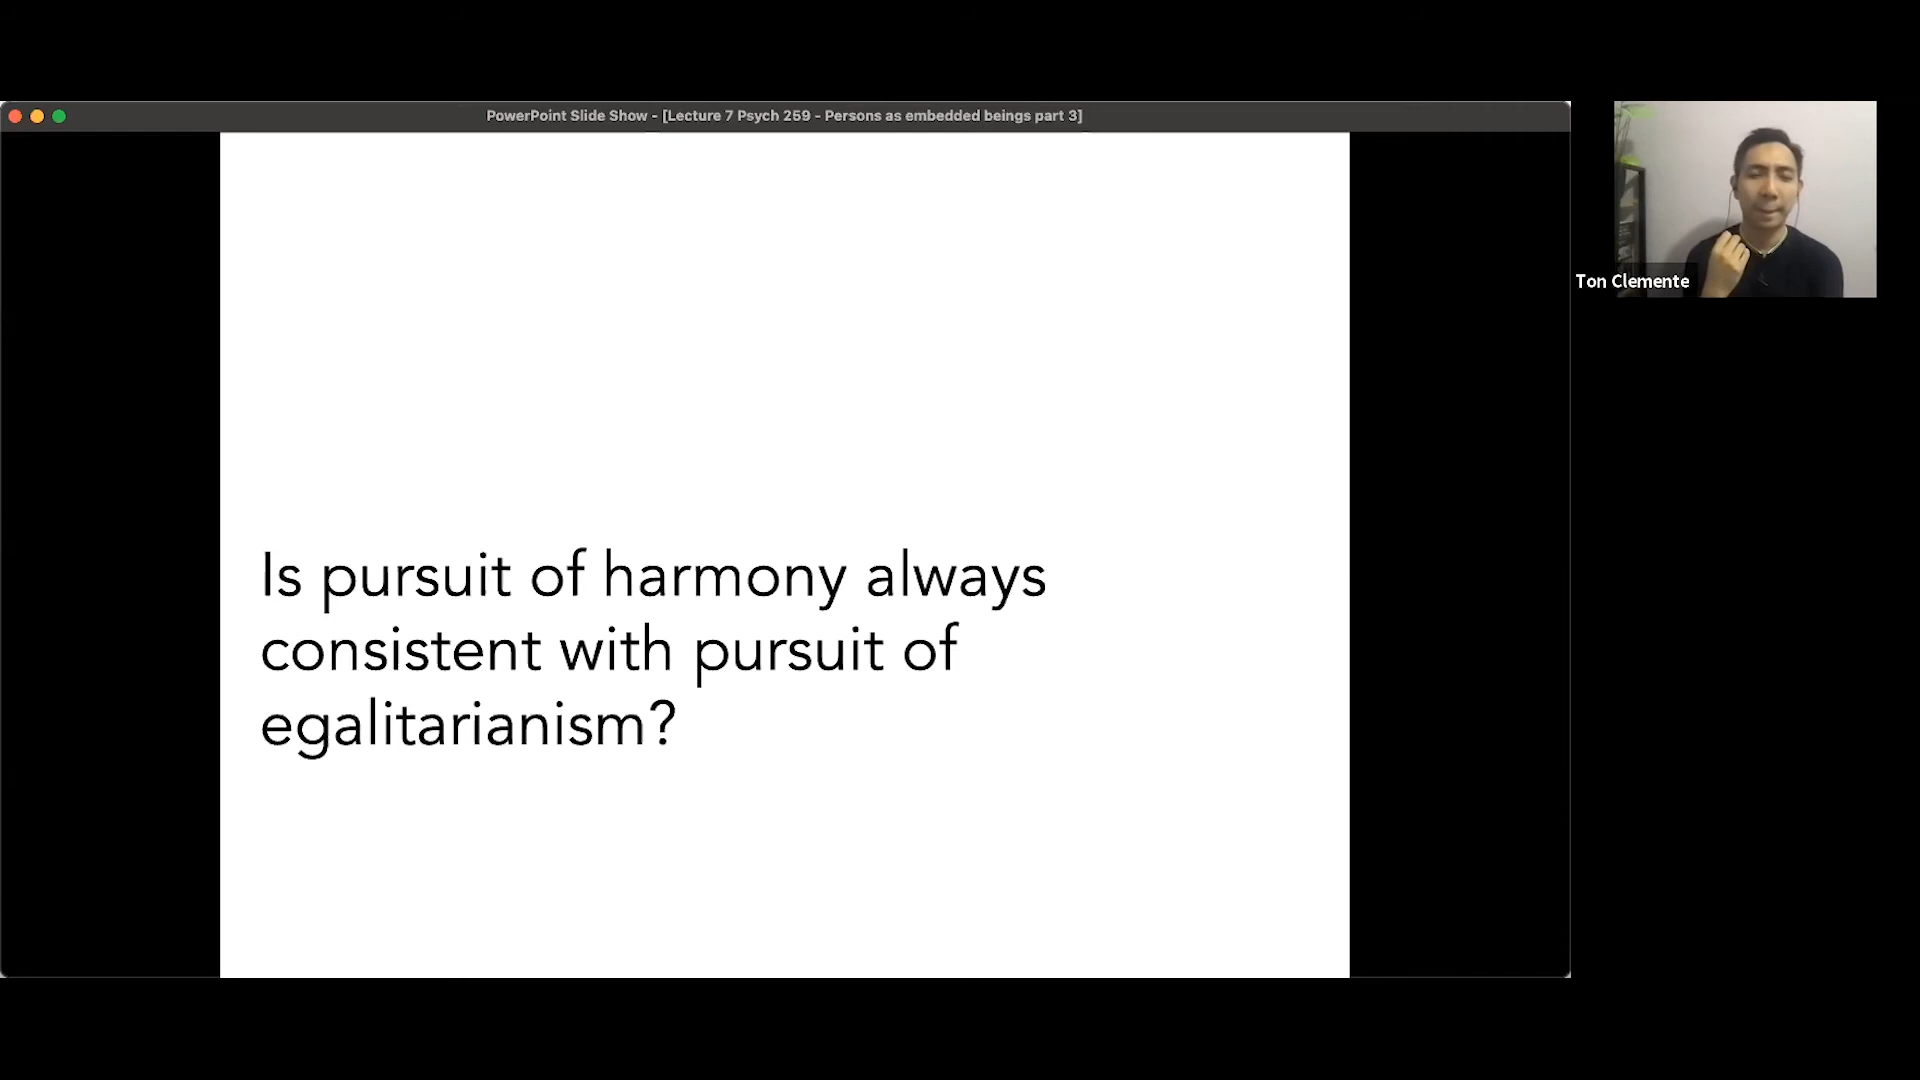 PowerPoint Slide Show - [Lecture 7 Psych 259 - Persons as embedded beings part 3]
Is pursuit of harmony always
consistent with pursuit of
egalitarianism?
Ton Clemente